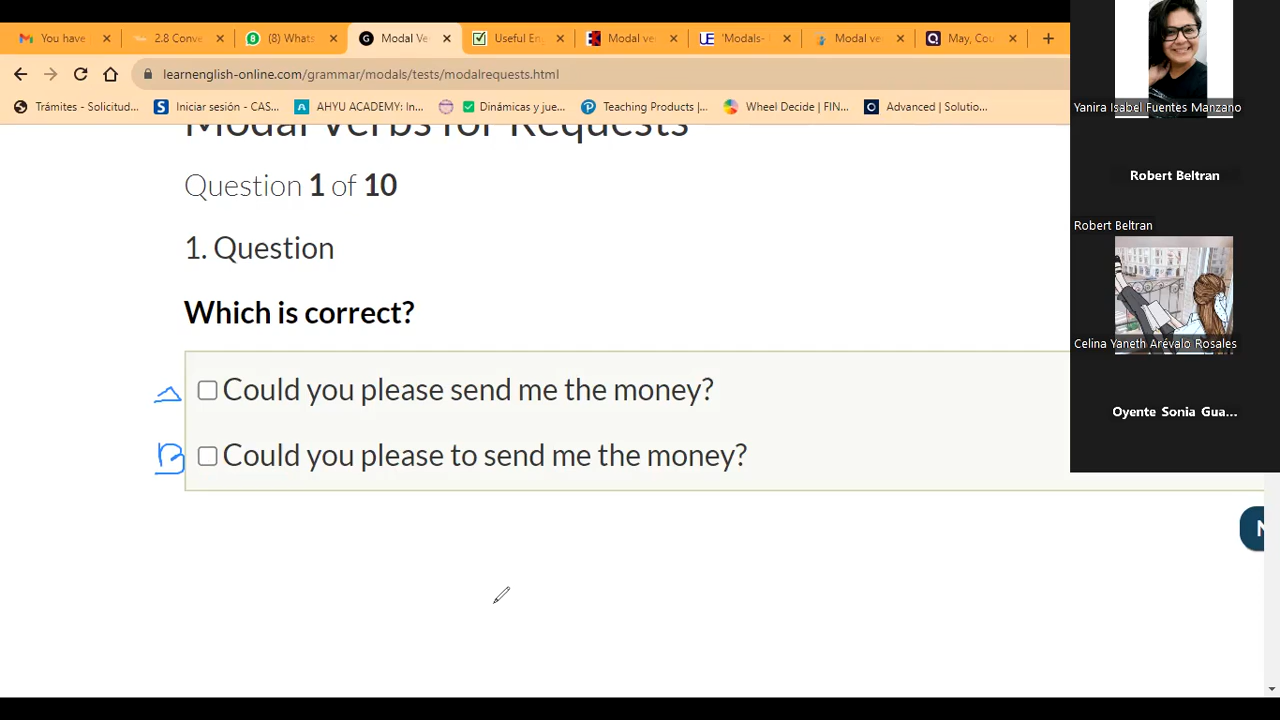 You have
2.8 Conve
(8) Whats
Modal Ve
Useful En
Modal ve
'Modals-
Modal ve
May, Cou
learnenglish-online.com/grammar/modals/tests/modalrequests.html
Trámites - Solicitud...
Iniciar sesión - CAS...
AHYU ACADEMY: In...
Dinámicas y jue...
Teaching Products |...
Wheel Decide | FIN...
Advanced | Solutio...
Modal Verbs for Requests
Question 1 of 10
1. Question
Which is correct?
A Could you please send me the money?
B Could you please to send me the money?
N
Yanira Isabel Fuentes Manzano
Robert Beltran
Robert Beltran
Celina Yaneth Arévalo Rosales
Oyente Sonia Gua...